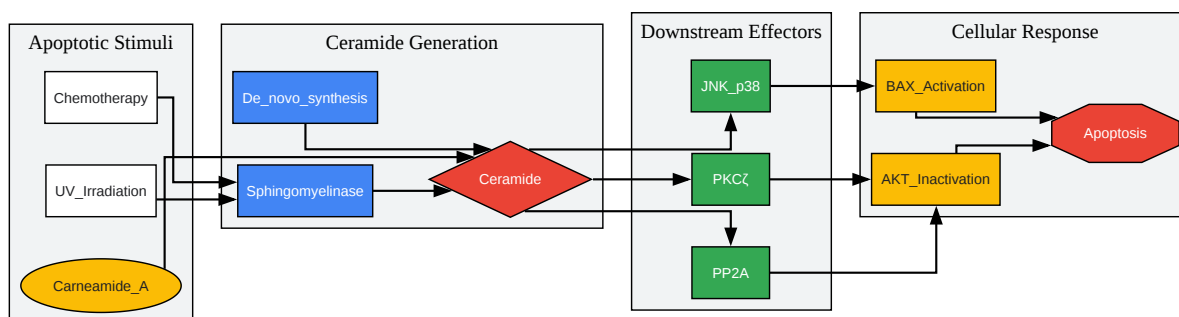 Apoptotic Stimuli
Chemotherapy
UV_Irradiation
Carneamide_A
Ceramide Generation
De_novo_synthesis
Sphingomyelinase
Ceramide
Downstream Effectors
JNK_p38
PKCζ
PP2A
Cellular Response
BAX_Activation
AKT_Inactivation
Apoptosis